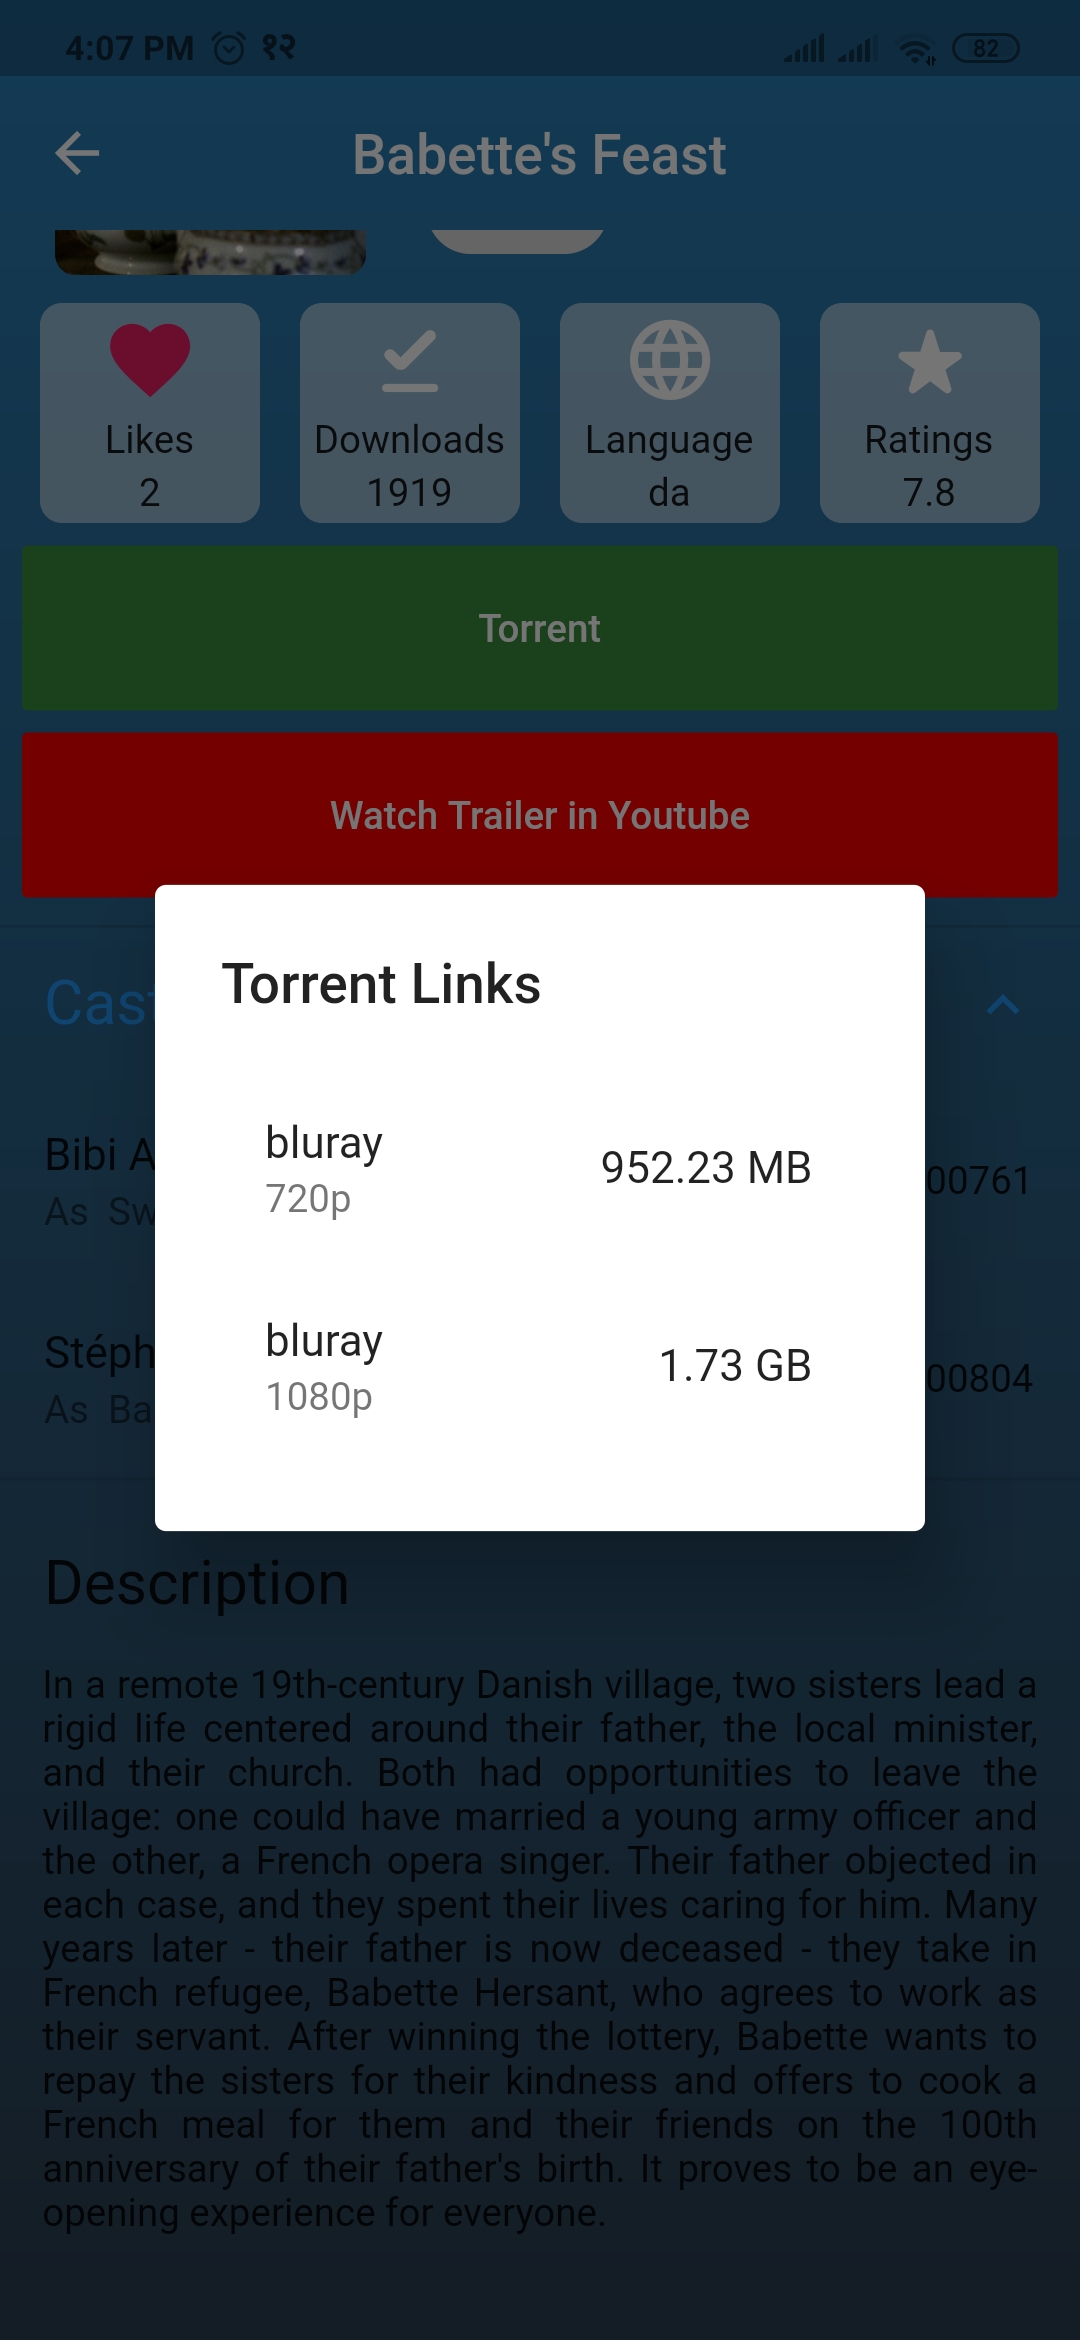 4:07 PM १२ 82
Babette's Feast
Likes
2
Downloads
1919
Language
da
Ratings
7.8
Torrent
Watch Trailer in Youtube
Torrent Links
bluray
720p
952.23 MB
bluray
1080p
1.73 GB
Cast
Bibi A
As Sw
00761
Stéph
As Ba
00804
Description
In a remote 19th-century Danish village, two sisters lead a
rigid life centered around their father, the local minister,
and their church. Both had opportunities to leave the
village: one could have married a young army officer and
the other, a French opera singer. Their father objected in
each case, and they spent their lives caring for him. Many
years later - their father is now deceased - they take in
French refugee, Babette Hersant, who agrees to work as
their servant. After winning the lottery, Babette wants to
repay the sisters for their kindness and offers to cook a
French meal for them and their friends on the 100th
anniversary of their father's birth. It proves to be an eye-
opening experience for everyone.